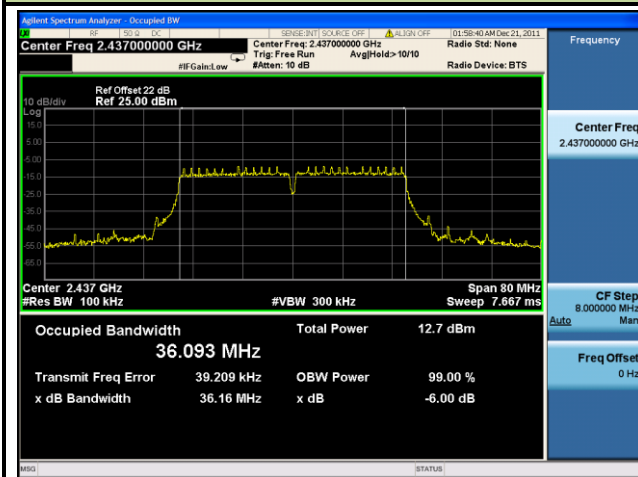 Agilent Spectrum Analyzer - Occupied BW
LXI RF 50 Ω DC SENSE:INT SOURCE OFF ALIGN OFF 01:58:40 AM Dec 21, 2011
Center Freq 2.437000000 GHz Center Freq: 2.437000000 GHz Radio Std: None
Trig: Free Run Avg|Hold:>10/10
#IFGain:Low #Atten: 10 dB Radio Device: BTS
Ref Offset 22 dB
10 dB/div Ref 25.00 dBm
Log
15.0
5.00
-5.00
-15.0
-25.0
-35.0
-45.0
-55.0
-65.0
Center 2.437 GHz Span 80 MHz
#Res BW 100 kHz #VBW 300 kHz Sweep 7.667 ms
Occupied Bandwidth Total Power 12.7 dBm
36.093 MHz
Transmit Freq Error 39.209 kHz OBW Power 99.00 %
x dB Bandwidth 36.16 MHz x dB -6.00 dB
MSG STATUS
Frequency
Center Freq
2.437000000 GHz
CF Step
8.000000 MHz
Auto Man
Freq Offset
0 Hz